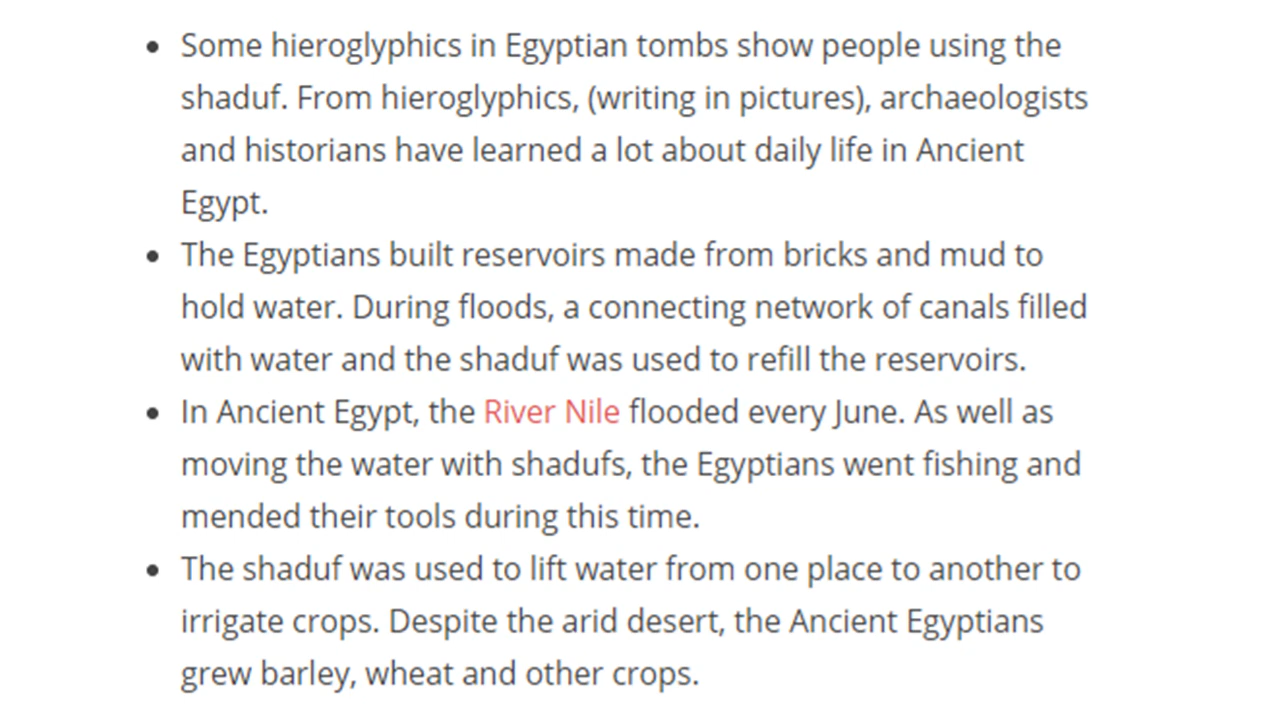 Some hieroglyphics in Egyptian tombs show people using the
shaduf. From hieroglyphics, (writing in pictures), archaeologists
and historians have learned a lot about daily life in Ancient
Egypt.
The Egyptians built reservoirs made from bricks and mud to
hold water. During floods, a connecting network of canals filled
with water and the shaduf was used to refill the reservoirs.
In Ancient Egypt, the River Nile flooded every June. As well as
moving the water with shadufs, the Egyptians went fishing and
mended their tools during this time.
The shaduf was used to lift water from one place to another to
irrigate crops. Despite the arid desert, the Ancient Egyptians
grew barley, wheat and other crops.